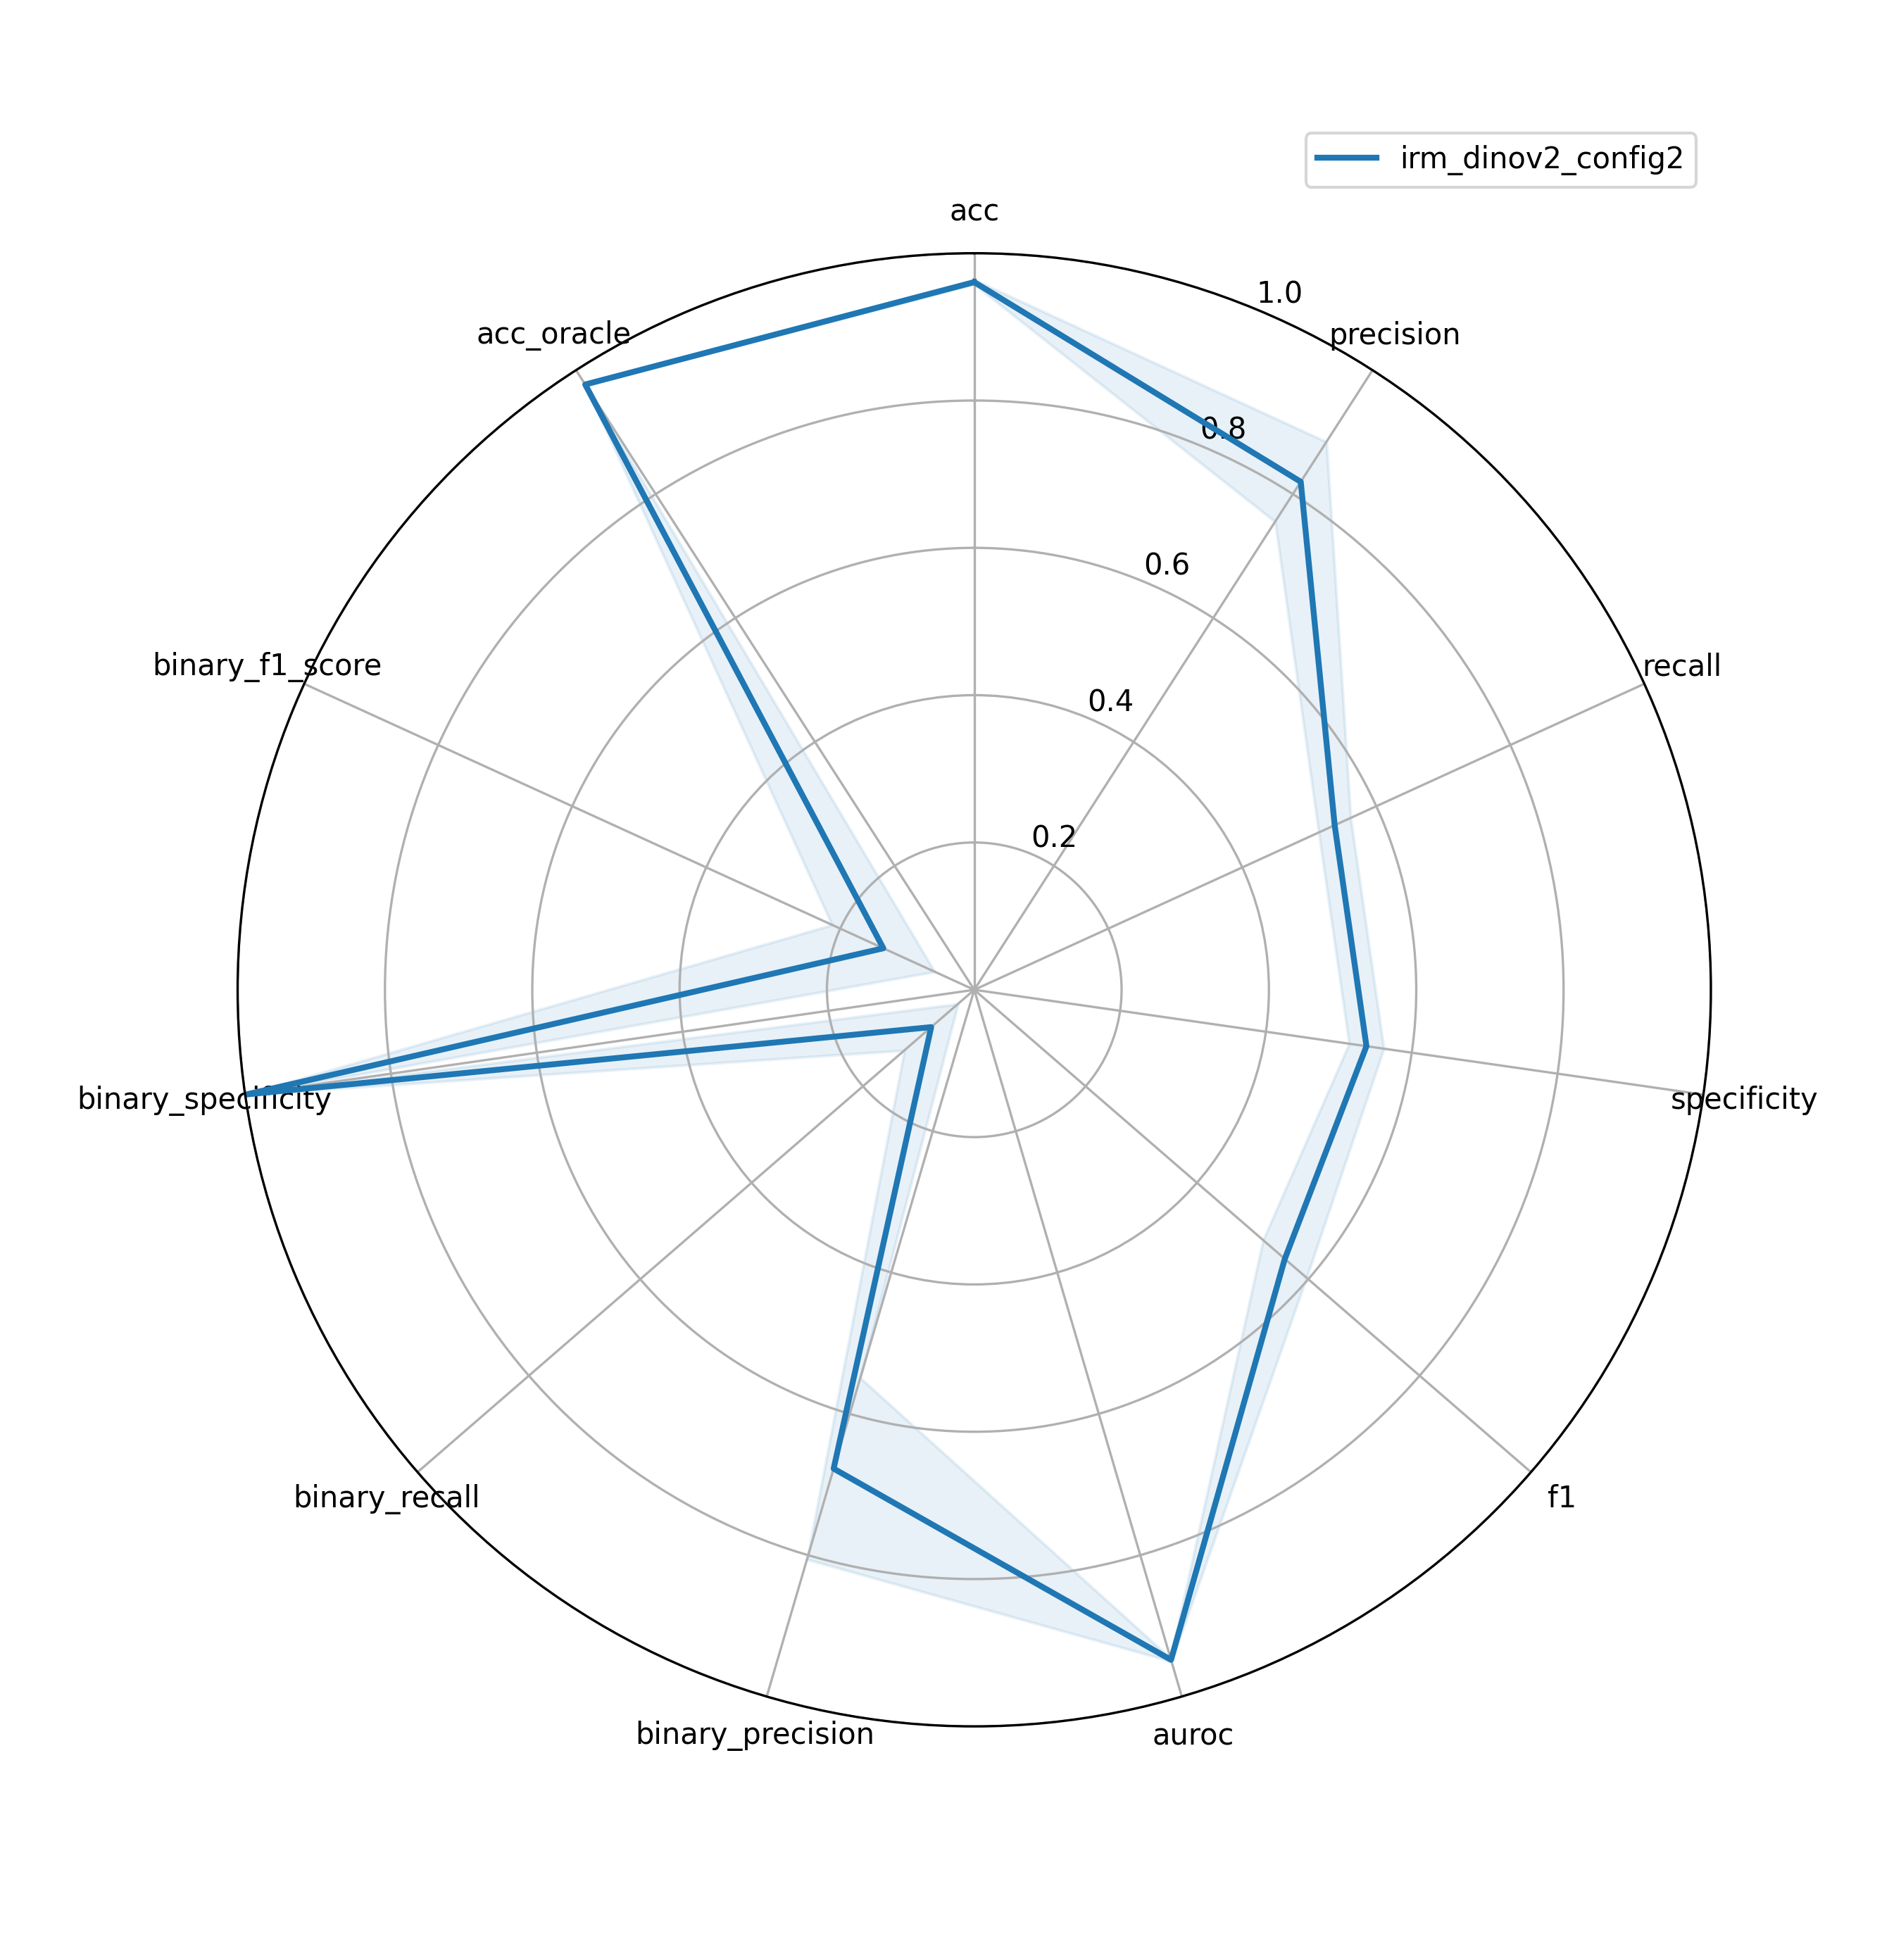 irm_dinov2_config2
acc
1.0
precision
acc_oracle
0.8
0.6
binary_f1_score
recall
0.4
0.2
binary_specificity
specificity
binary_recall
f1
binary_precision
auroc